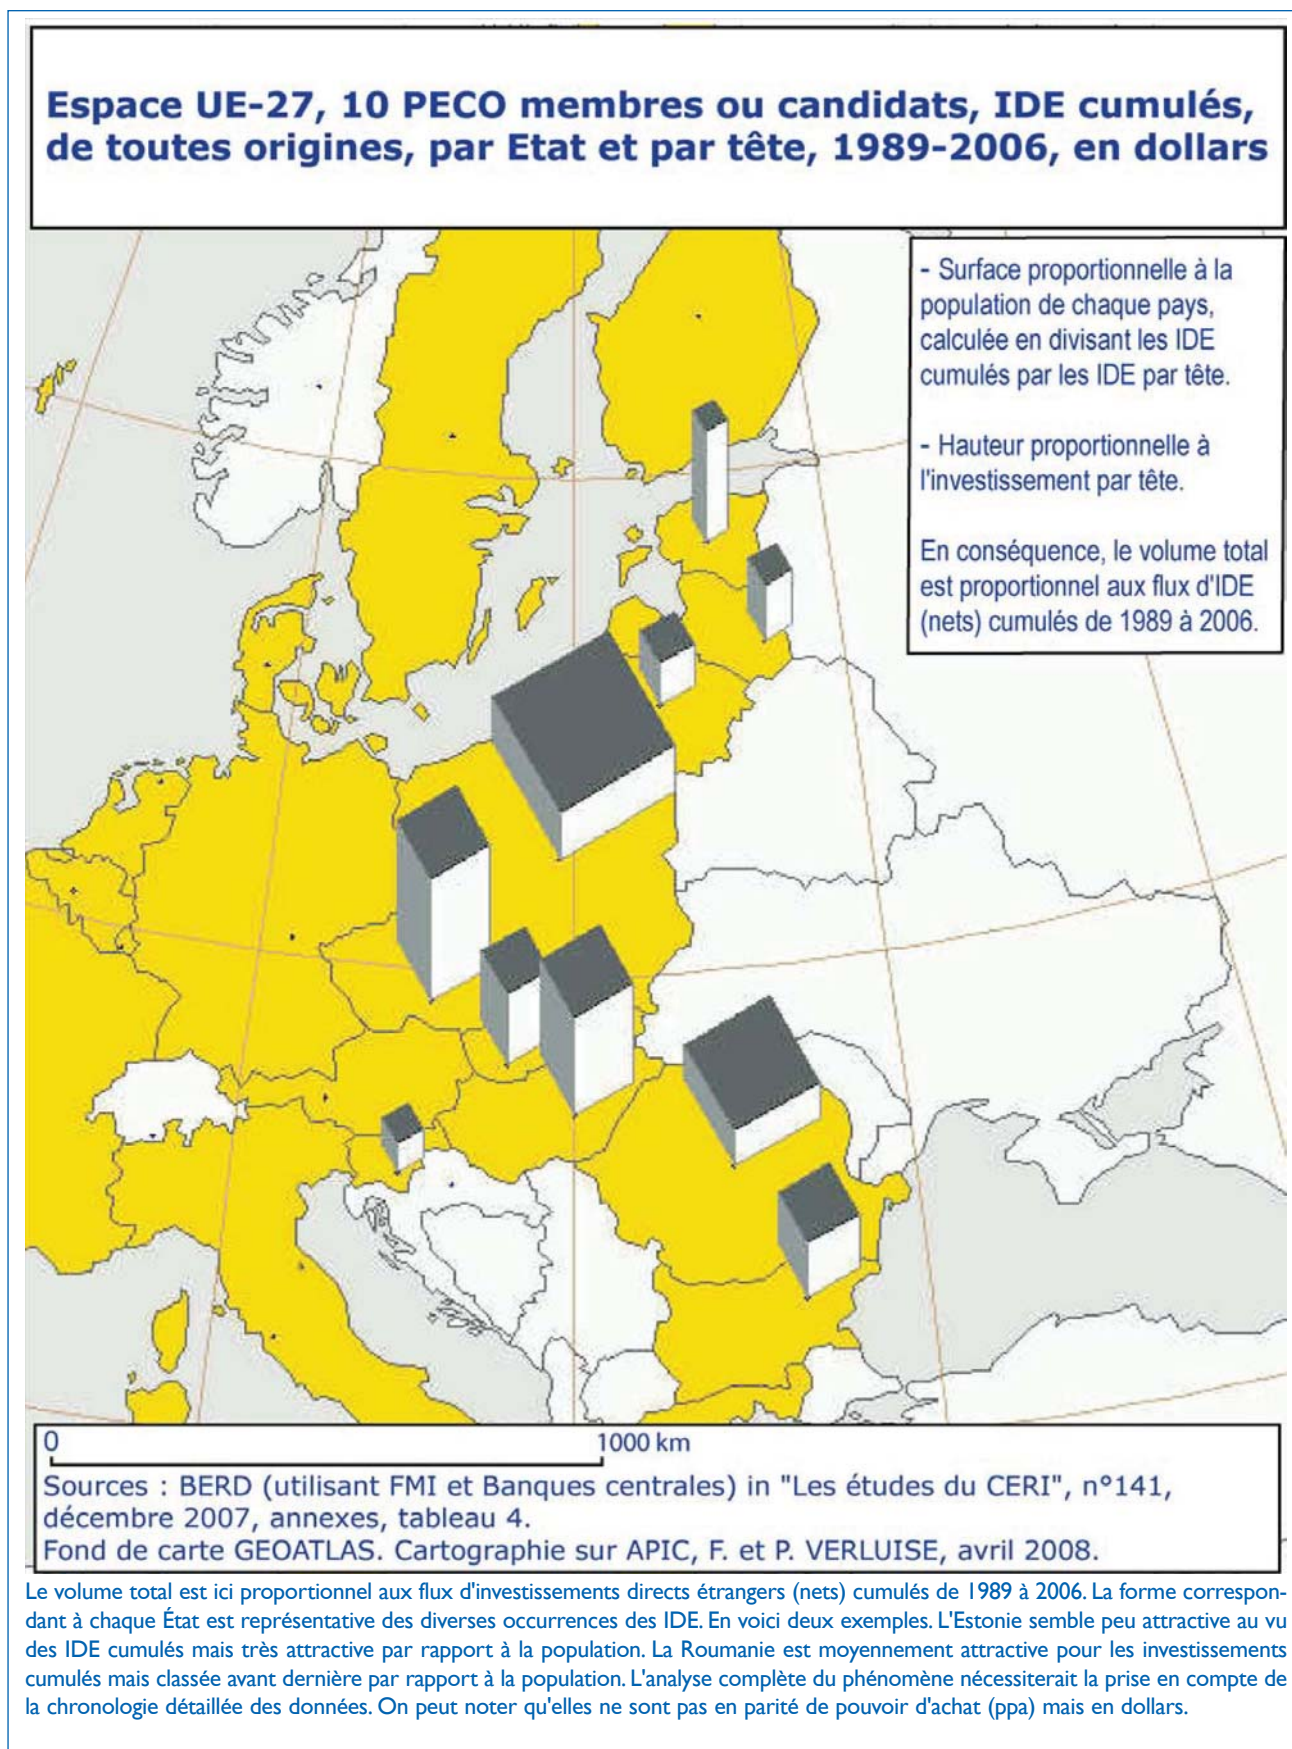 Espace UE-27, 10 PECO membres ou candidats, IDE cumulés,
de toutes origines, par Etat et par tête, 1989-2006, en dollars
- Surface proportionnelle à la
population de chaque pays,
calculée en divisant les IDE
cumulés par les IDE par tête.
- Hauteur proportionnelle à
l'investissement par tête.
En conséquence, le volume total
est proportionnel aux flux d'IDE
(nets) cumulés de 1989 à 2006.
0 1000 km
Sources : BERD (utilisant FMI et Banques centrales) in "Les études du CERI", n°141,
décembre 2007, annexes, tableau 4.
Fond de carte GEOATLAS. Cartographie sur APIC, F. et P. VERLUISE, avril 2008.
Le volume total est ici proportionnel aux flux d'investissements directs étrangers (nets) cumulés de 1989 à 2006. La forme correspon-
dant à chaque État est représentative des diverses occurrences des IDE. En voici deux exemples. L'Estonie semble peu attractive au vu
des IDE cumulés mais très attractive par rapport à la population. La Roumanie est moyennement attractive pour les investissements
cumulés mais classée avant dernière par rapport à la population. L'analyse complète du phénomène nécessiterait la prise en compte de
la chronologie détaillée des données. On peut noter qu'elles ne sont pas en parité de pouvoir d'achat (ppa) mais en dollars.